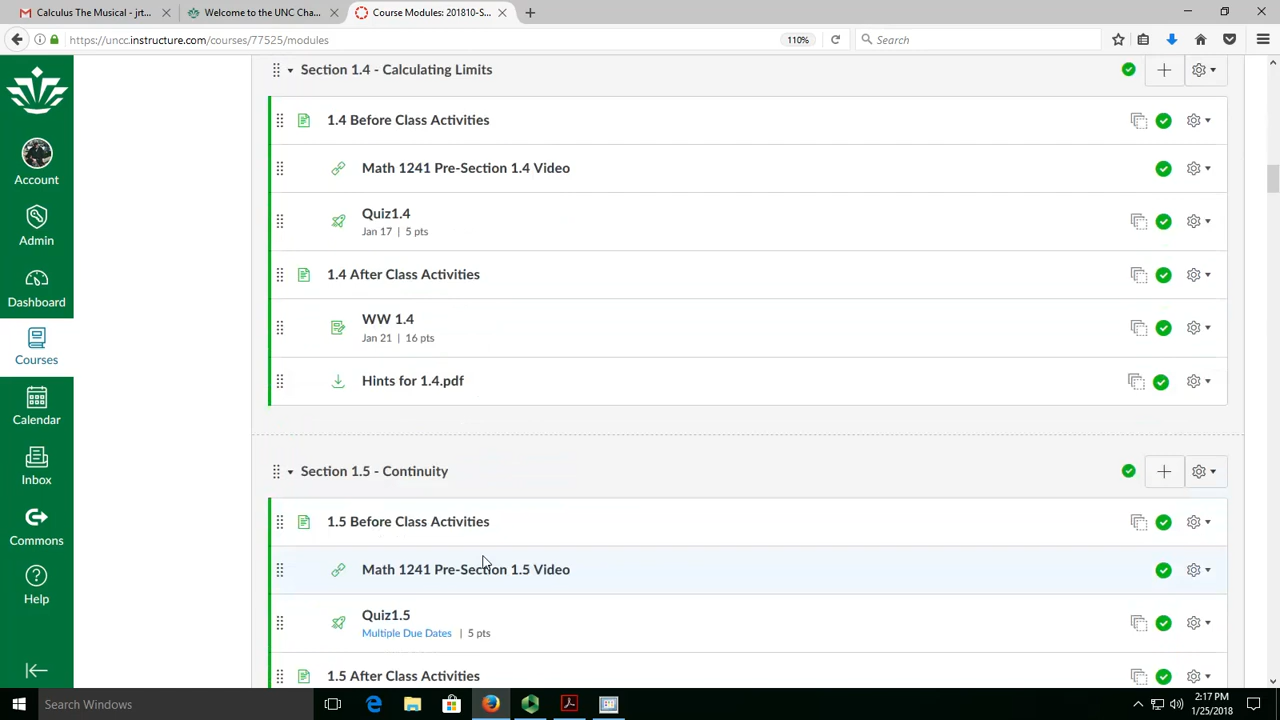 Calculus The Musical - jrt...
Welcome to the UNC Cha...
Course Modules: 201810-S...
https://uncc.instructure.com/courses/77525/modules
110%
Search
Account
Admin
Dashboard
Courses
Calendar
Inbox
Commons
Help
Section 1.4 - Calculating Limits
1.4 Before Class Activities
Math 1241 Pre-Section 1.4 Video
Quiz1.4
Jan 17 | 5 pts
1.4 After Class Activities
WW 1.4
Jan 21 | 16 pts
Hints for 1.4.pdf
Section 1.5 - Continuity
1.5 Before Class Activities
Math 1241 Pre-Section 1.5 Video
Quiz1.5
Multiple Due Dates | 5 pts
1.5 After Class Activities
Search Windows
2:17 PM
1/25/2018